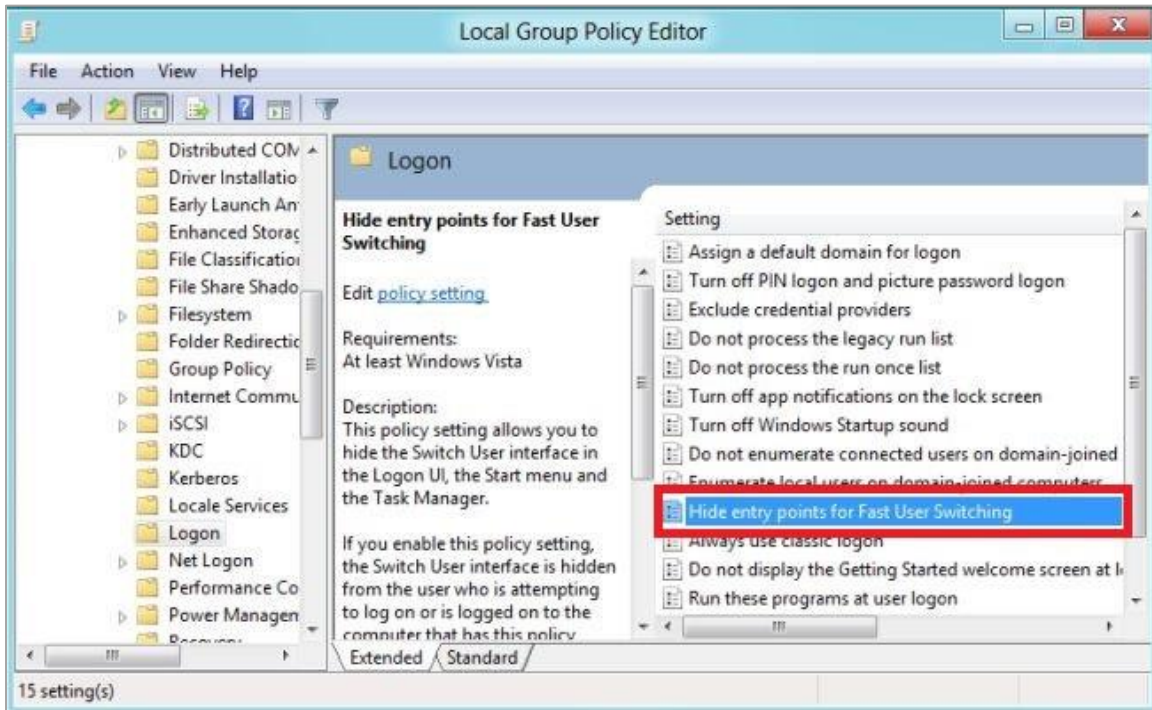 Local Group Policy Editor
File Action View Help
Distributed COM
Driver Installatio
Early Launch An
Enhanced Storag
File Classification
File Share Shado
Filesystem
Folder Redirectic
Group Policy
Internet Commu
iSCSI
KDC
Kerberos
Locale Services
Logon
Net Logon
Performance Co
Power Managen
Recovery
Logon
Hide entry points for Fast User
Switching
Edit policy setting
Requirements:
At least Windows Vista
Description:
This policy setting allows you to
hide the Switch User interface in
the Logon UI, the Start menu and
the Task Manager.
If you enable this policy setting,
the Switch User interface is hidden
from the user who is attempting
to log on or is logged on to the
computer that has this policy
Setting
Assign a default domain for logon
Turn off PIN logon and picture password logon
Exclude credential providers
Do not process the legacy run list
Do not process the run once list
Turn off app notifications on the lock screen
Turn off Windows Startup sound
Do not enumerate connected users on domain-joined
Enumerate local users on domain-joined computers
Hide entry points for Fast User Switching
Always use classic logon
Do not display the Getting Started welcome screen at l
Run these programs at user logon
Extended Standard
15 setting(s)